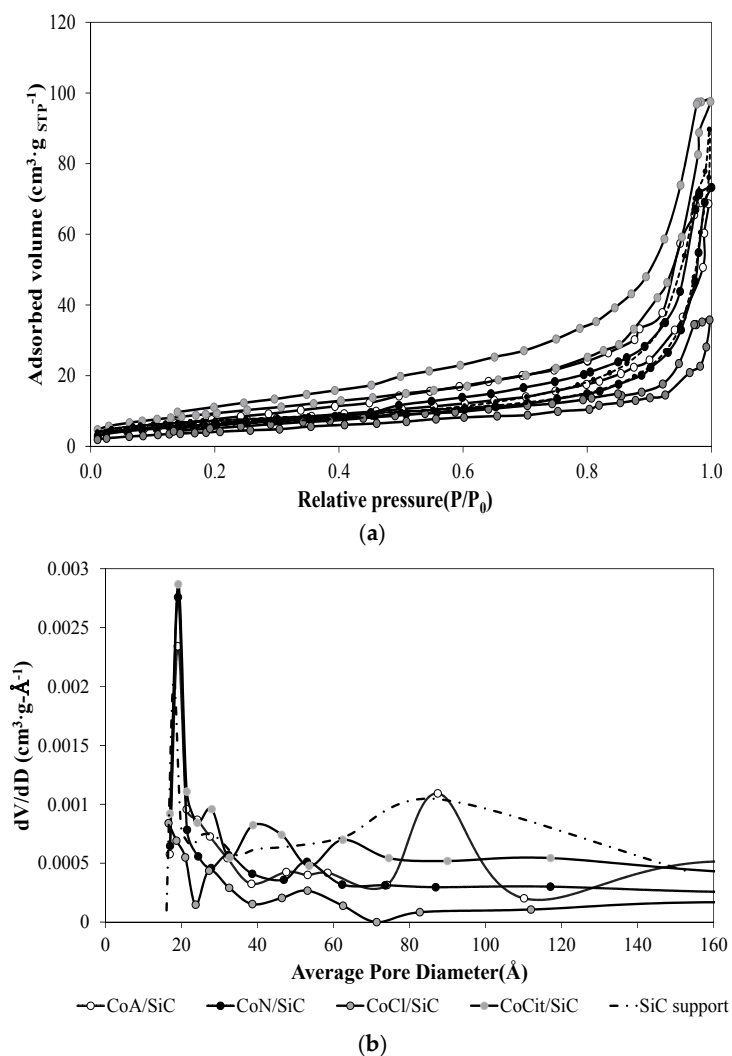 120
100
80
60
40
20
0
0.0 0.2 0.4 0.6 0.8 1.0
Adsorbed volume (cm³·g STP⁻¹)
Relative pressure(P/P₀)
(a)
0.003
0.0025
0.002
0.0015
0.001
0.0005
0
0 20 40 60 80 100 120 140 160
dV/dD (cm³·g-Å⁻¹)
Average Pore Diameter(Å)
CoA/SiC CoN/SiC CoCl/SiC CoCit/SiC SiC support
(b)